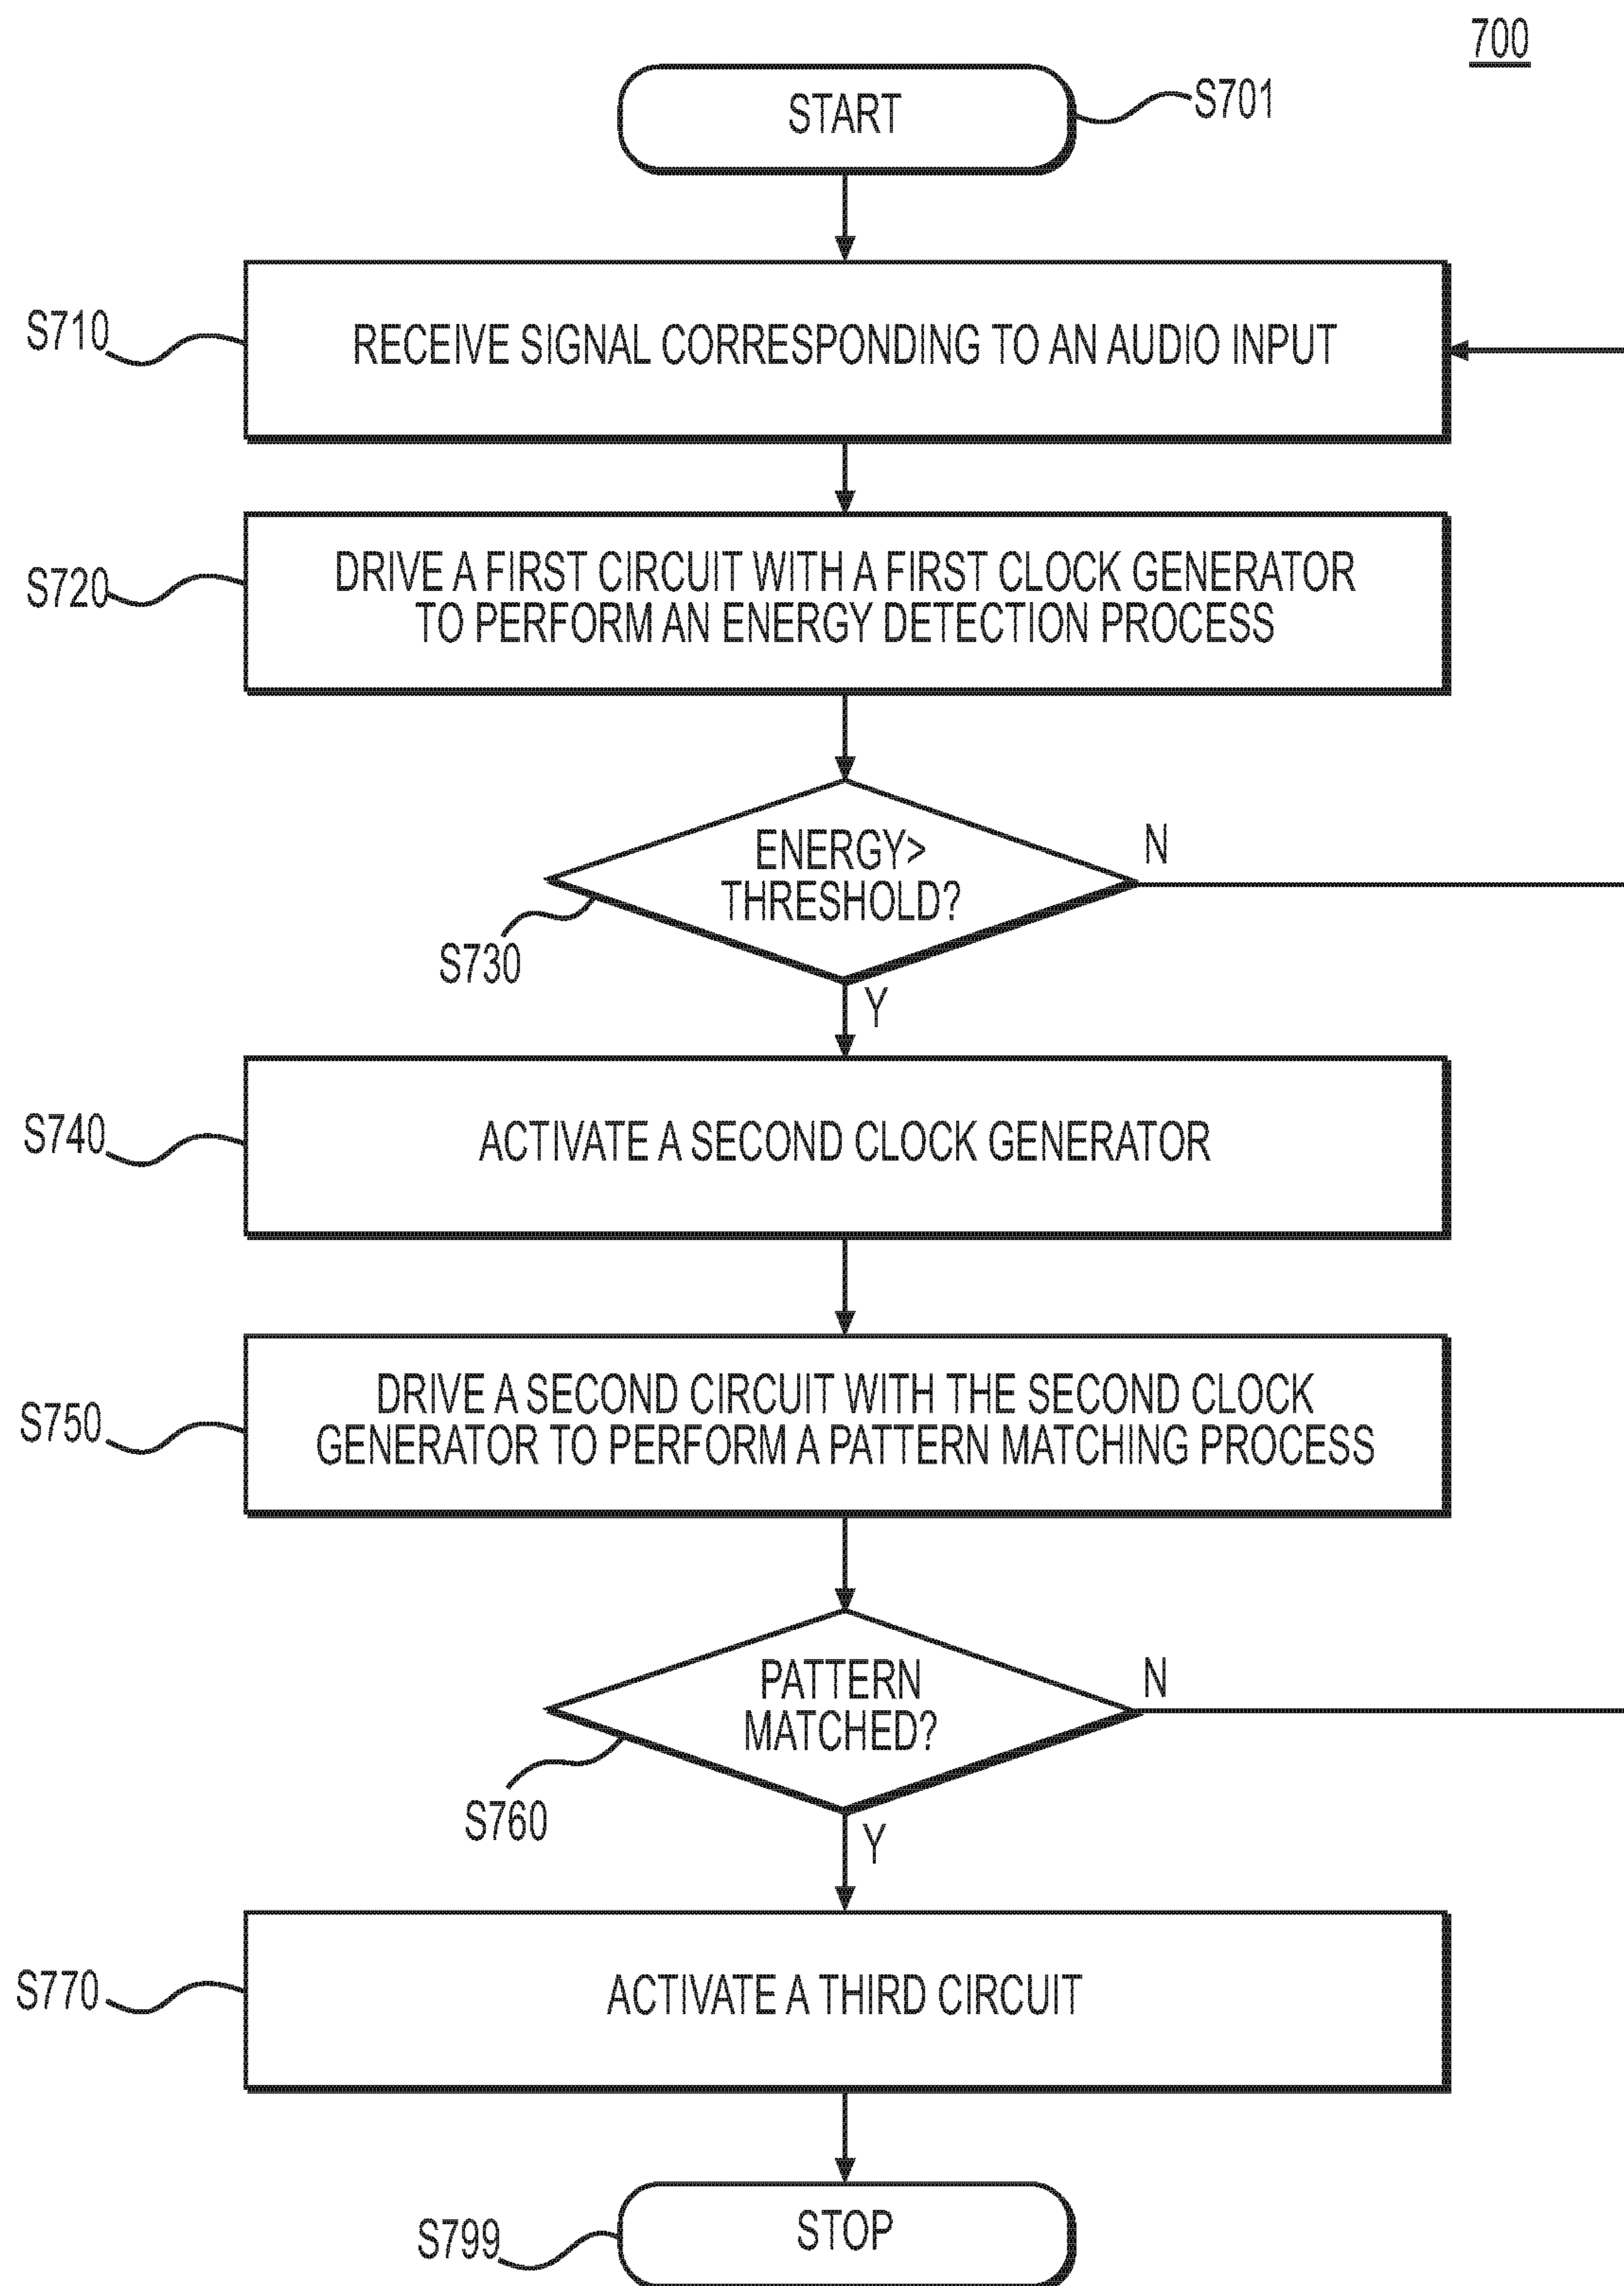 700
START
S701
S710
RECEIVE SIGNAL CORRESPONDING TO AN AUDIO INPUT
S720
DRIVE A FIRST CIRCUIT WITH A FIRST CLOCK GENERATOR
TO PERFORM AN ENERGY DETECTION PROCESS
ENERGY>
THRESHOLD?
N
S730
Y
S740
ACTIVATE A SECOND CLOCK GENERATOR
S750
DRIVE A SECOND CIRCUIT WITH THE SECOND CLOCK
GENERATOR TO PERFORM A PATTERN MATCHING PROCESS
PATTERN
MATCHED?
N
S760
Y
S770
ACTIVATE A THIRD CIRCUIT
S799
STOP